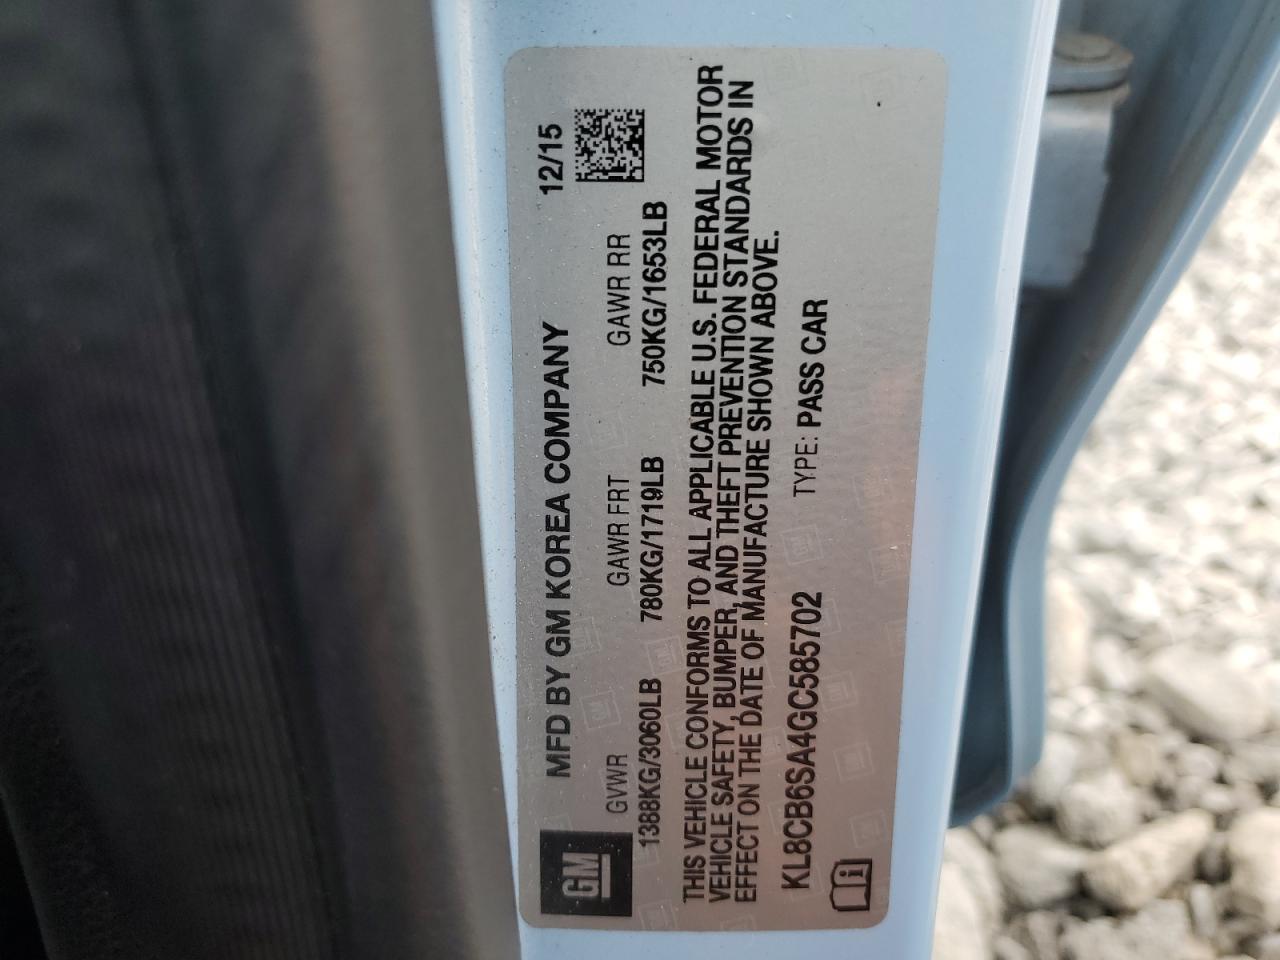 GM
MFD BY GM KOREA COMPANY 12/15
GVWR GAWR FRT GAWR RR
1388KG/3060LB 780KG/1719LB 750KG/1653LB
THIS VEHICLE CONFORMS TO ALL APPLICABLE U.S. FEDERAL MOTOR
VEHICLE SAFETY, BUMPER, AND THEFT PREVENTION STANDARDS IN
EFFECT ON THE DATE OF MANUFACTURE SHOWN ABOVE.
KL8CB6SA4GC585702 TYPE: PASS CAR